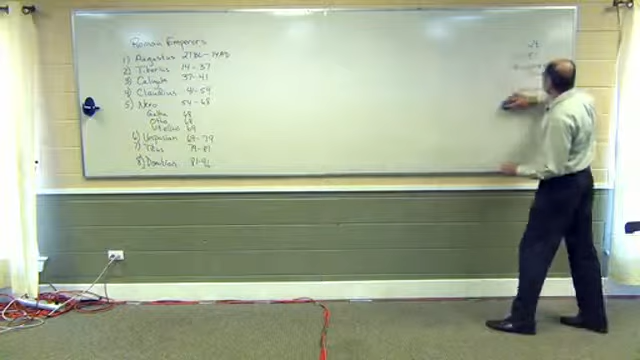 Roman Emperors
1) Augustus 27BC - 14AD
2) Tiberius 14 - 37
3) Caligula 37 - 41
4) Claudius 41 - 54
5) Nero 54 - 68
Galba 68
Otho 68
Vitellius 69
6) Vespasian 69 - 79
7) Titus 79 - 81
8) Domitian 81 - 96